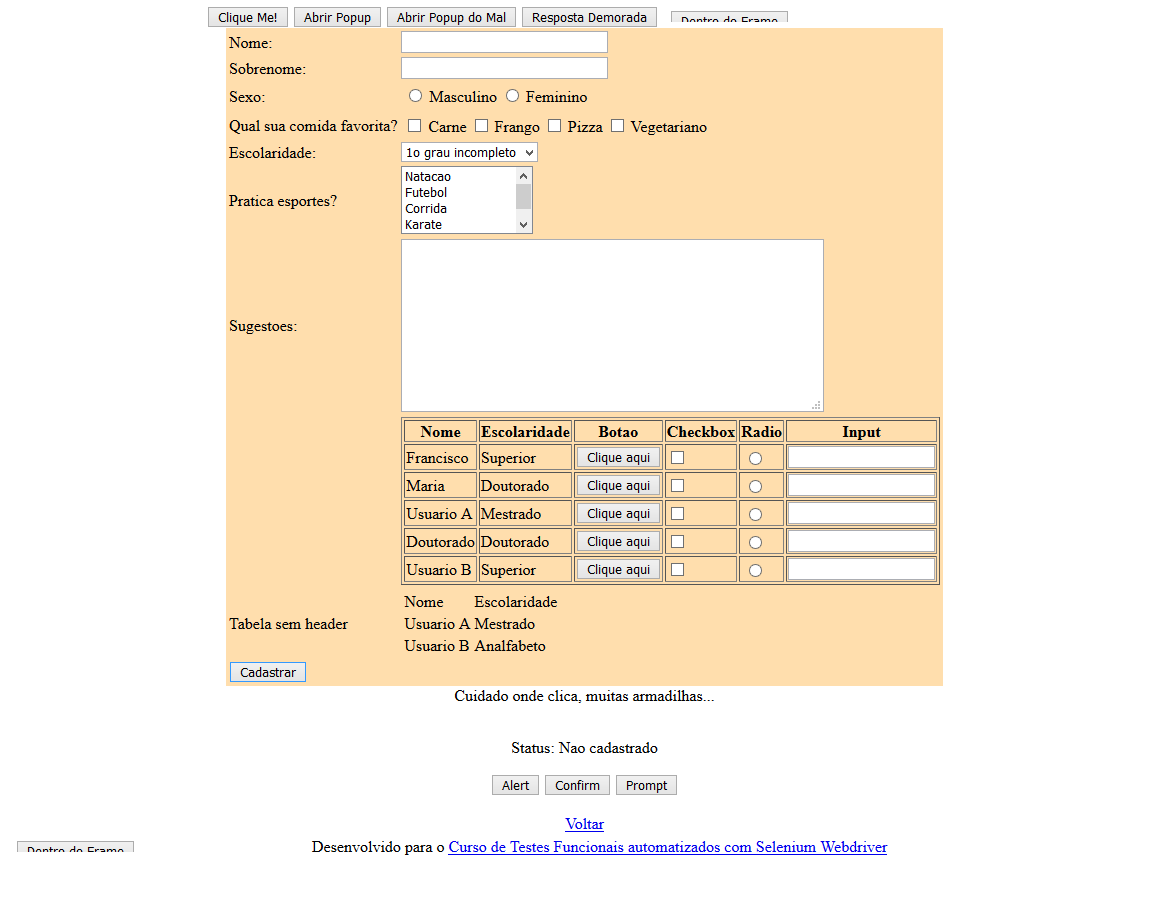 Clique Me! Abrir Popup Abrir Popup do Mal Resposta Demorada Dentro do Frame
Nome:
Sobrenome:
Sexo: Masculino Feminino
Qual sua comida favorita? Carne Frango Pizza Vegetariano
Escolaridade: 1o grau incompleto
Pratica esportes?
Natacao
Futebol
Corrida
Karate
Sugestoes:
Nome Escolaridade Botao Checkbox Radio Input
Francisco Superior Clique aqui
Maria Doutorado Clique aqui
Usuario A Mestrado Clique aqui
Doutorado Doutorado Clique aqui
Usuario B Superior Clique aqui
Tabela sem header
Nome Escolaridade
Usuario A Mestrado
Usuario B Analfabeto
Cadastrar
Cuidado onde clica, muitas armadilhas...
Status: Nao cadastrado
Alert Confirm Prompt
Voltar
Dentro do Frame
Desenvolvido para o Curso de Testes Funcionais automatizados com Selenium Webdriver